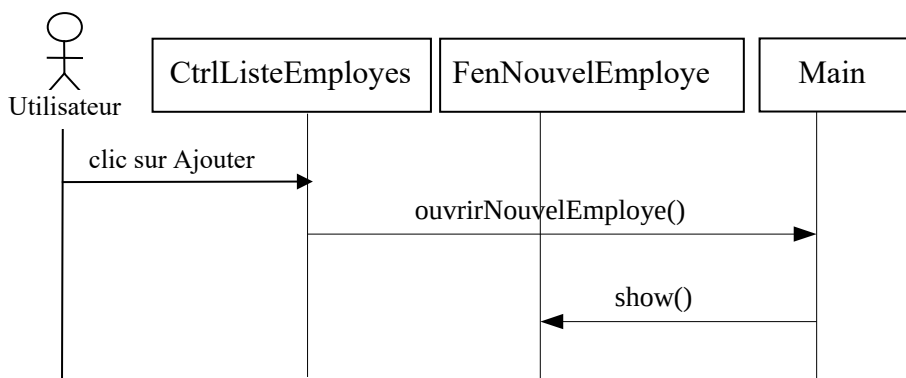 CtrlListeEmployes
FenNouvelEmploye
Main
Utilisateur
clic sur Ajouter
ouvrirNouvelEmploye()
show()